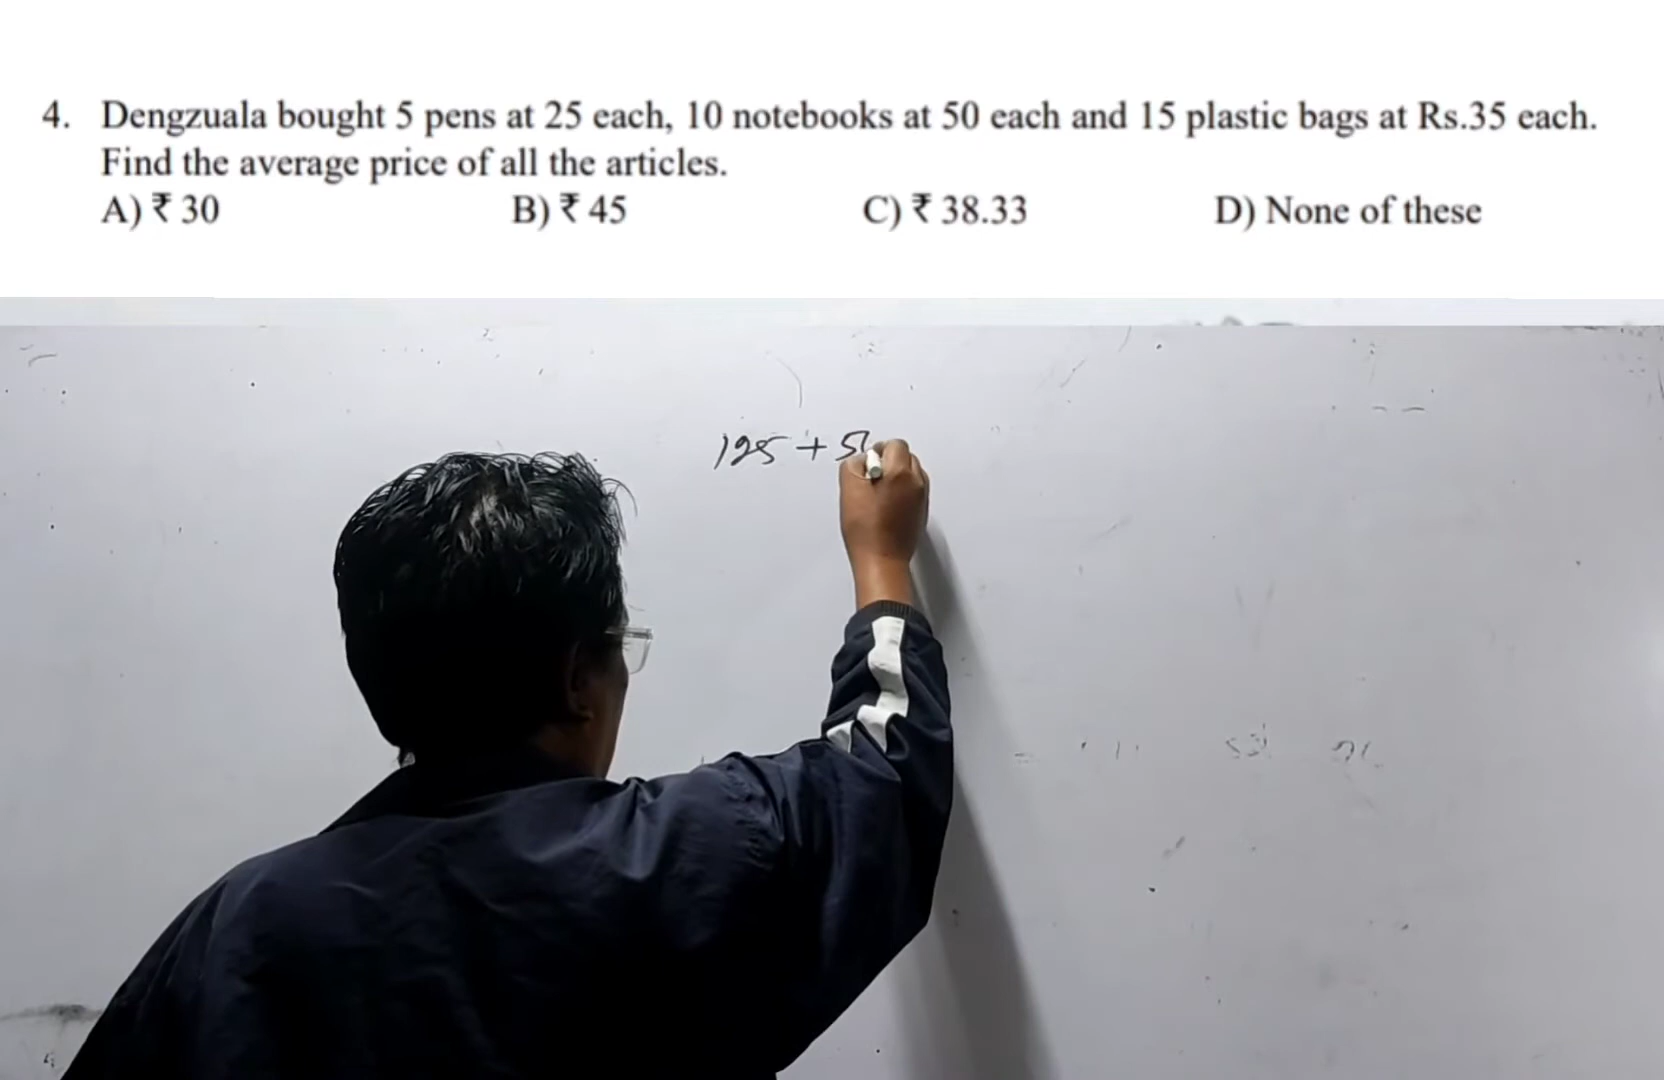 4. Dengzuala bought 5 pens at 25 each, 10 notebooks at 50 each and 15 plastic bags at Rs.35 each.
Find the average price of all the articles.
A) ₹ 30 B) ₹ 45 C) ₹ 38.33 D) None of these
125 + 5